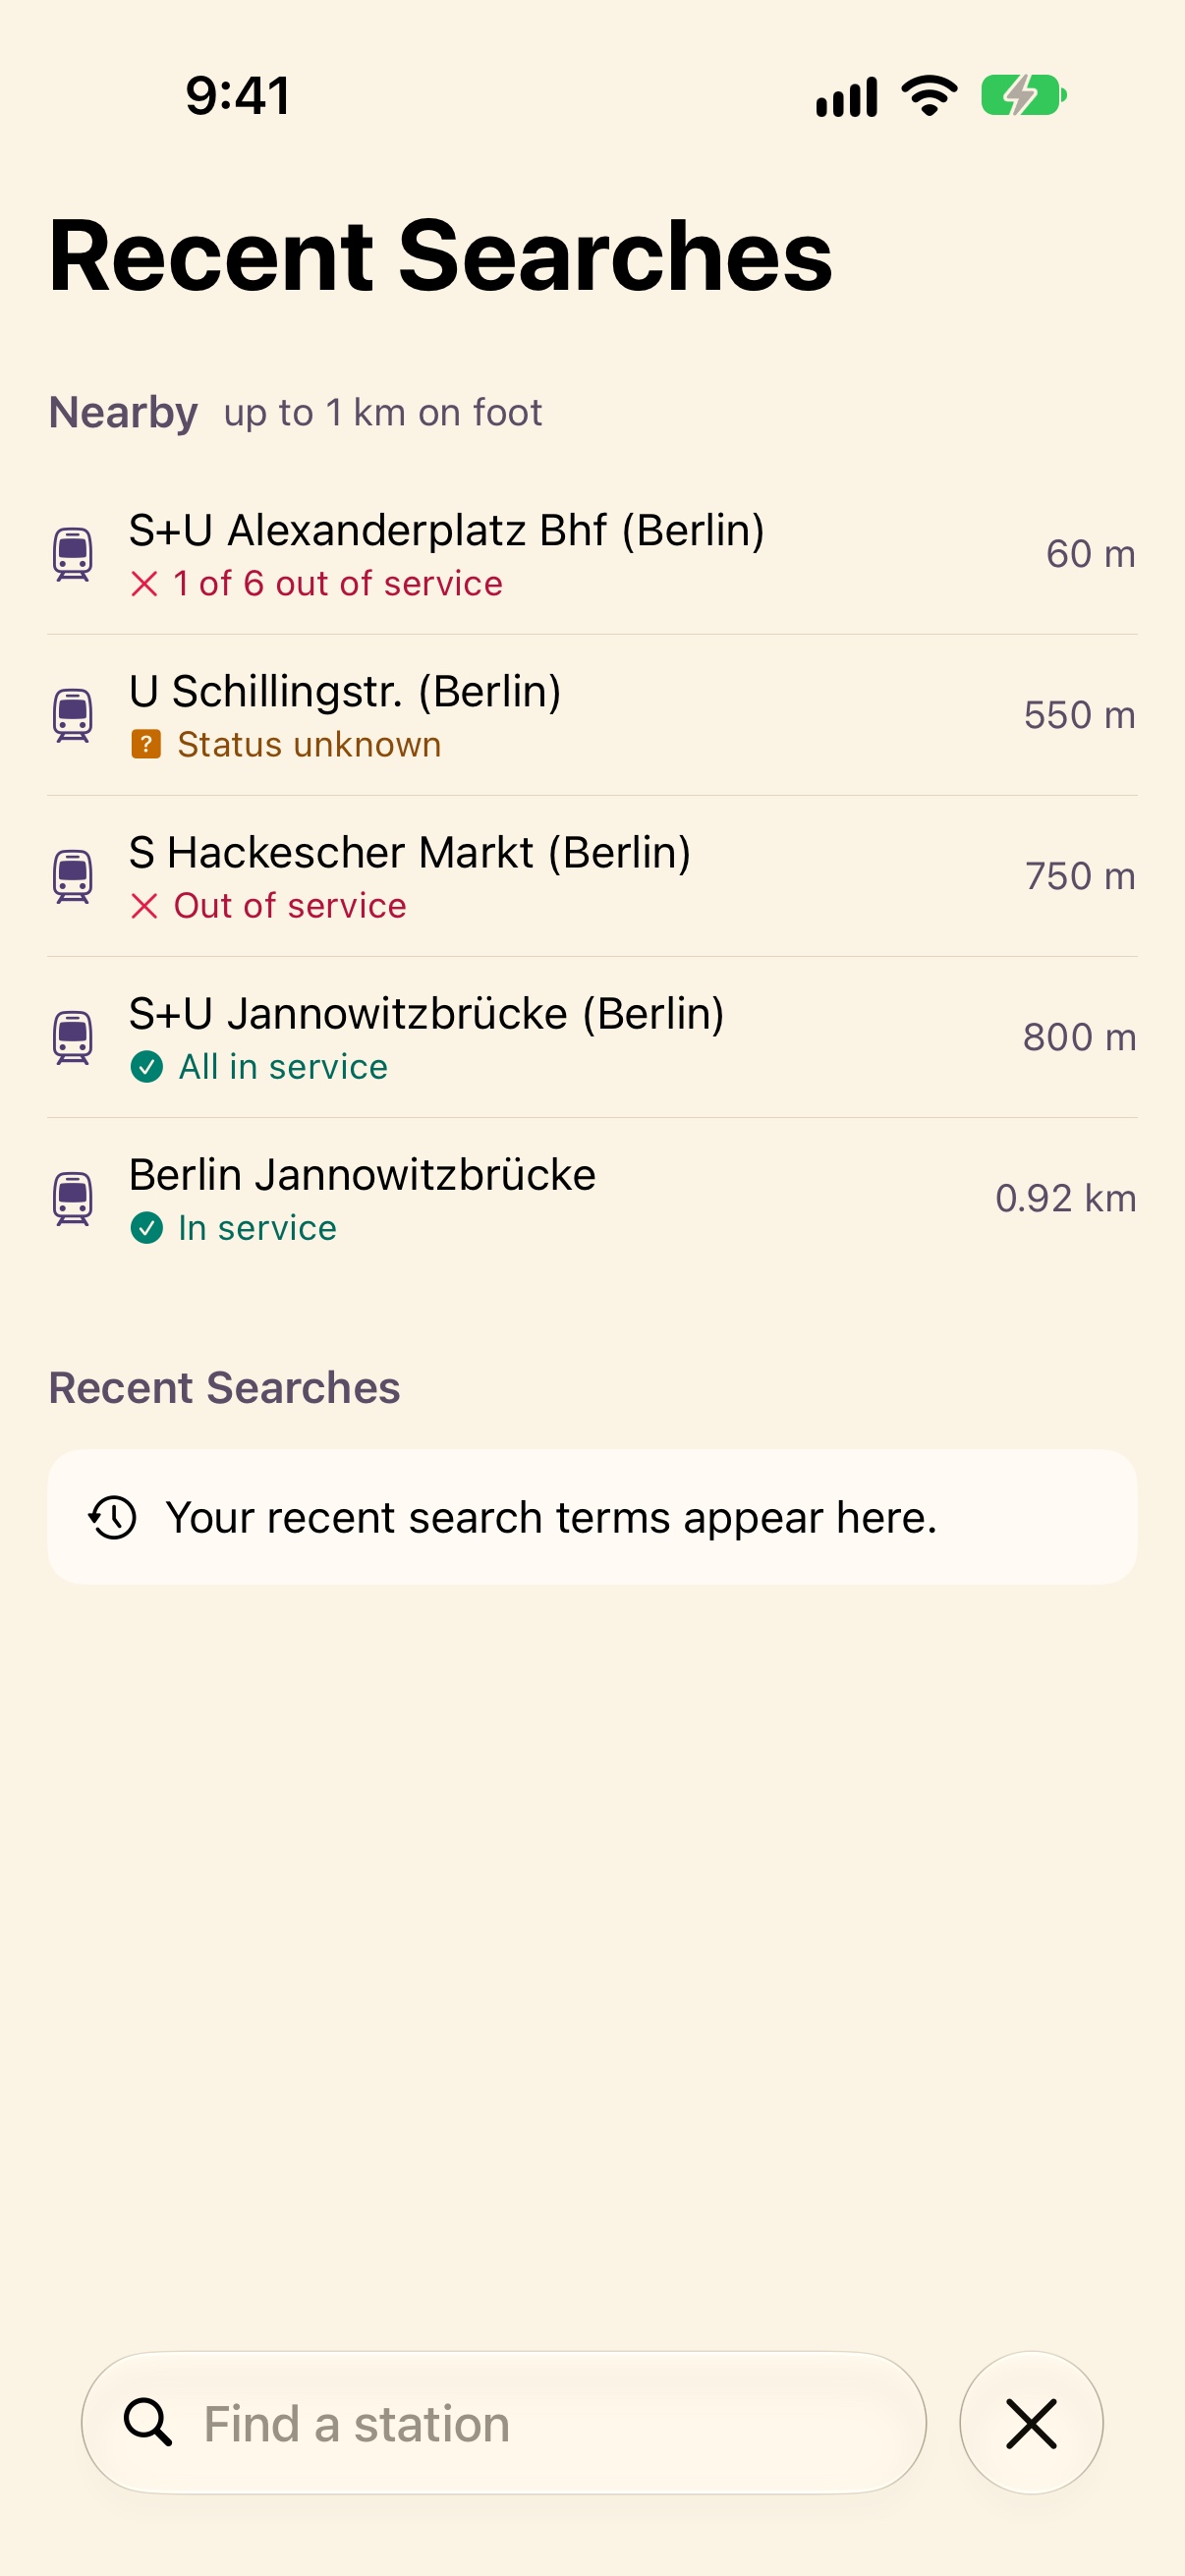 9:41
Recent Searches
Nearby up to 1 km on foot
S+U Alexanderplatz Bhf (Berlin)
1 of 6 out of service
60 m
U Schillingstr. (Berlin)
? Status unknown
550 m
S Hackescher Markt (Berlin)
Out of service
750 m
S+U Jannowitzbrücke (Berlin)
All in service
800 m
Berlin Jannowitzbrücke
In service
0.92 km
Recent Searches
Your recent search terms appear here.
Find a station